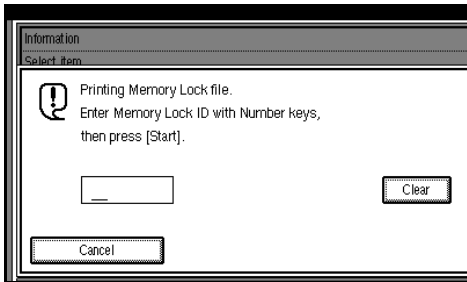 Information
Select item
Printing Memory Lock file.
Enter Memory Lock ID with Number keys,
then press [Start].
Clear
Cancel